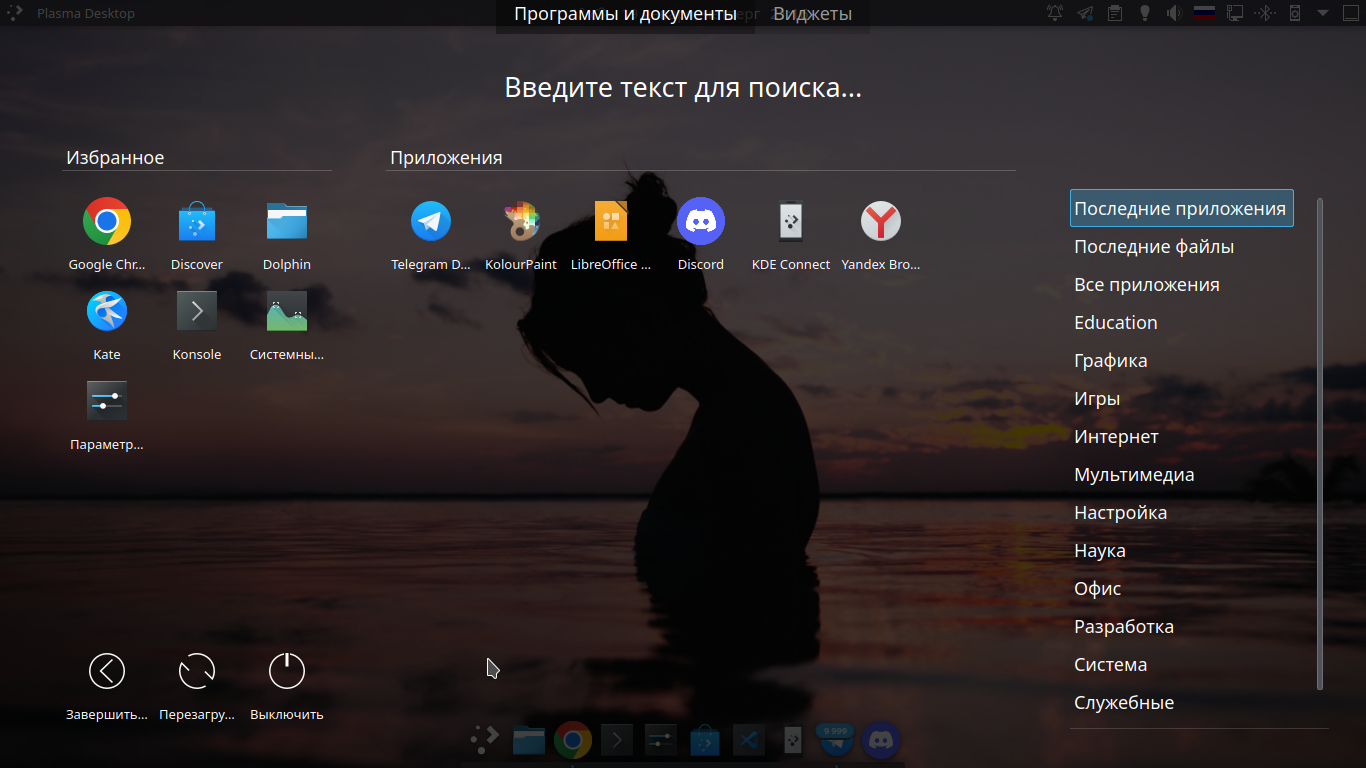 Plasma Desktop
Программы и документы
Виджеты
Введите текст для поиска...
Избранное
Приложения
Google Chr...
Discover
Dolphin
Telegram D...
KolourPaint
LibreOffice ...
Discord
KDE Connect
Yandex Bro...
Kate
Konsole
Системны...
Параметр...
Последние приложения
Последние файлы
Все приложения
Education
Графика
Игры
Интернет
Мультимедиа
Настройка
Наука
Офис
Разработка
Система
Служебные
Завершить...
Перезагру...
Выключить
9 999